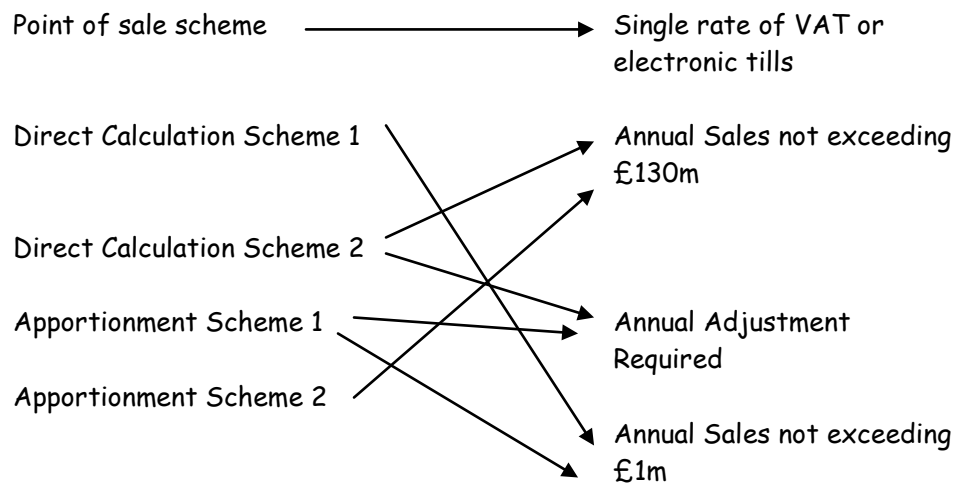 Point of sale scheme
Single rate of VAT or
electronic tills
Direct Calculation Scheme 1
Annual Sales not exceeding
£130m
Direct Calculation Scheme 2
Apportionment Scheme 1
Annual Adjustment
Required
Apportionment Scheme 2
Annual Sales not exceeding
£1m